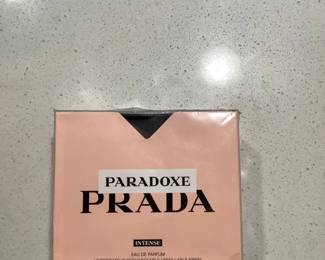 PARADOXE
PRADA
INTENSE
EAU DE PARFUM